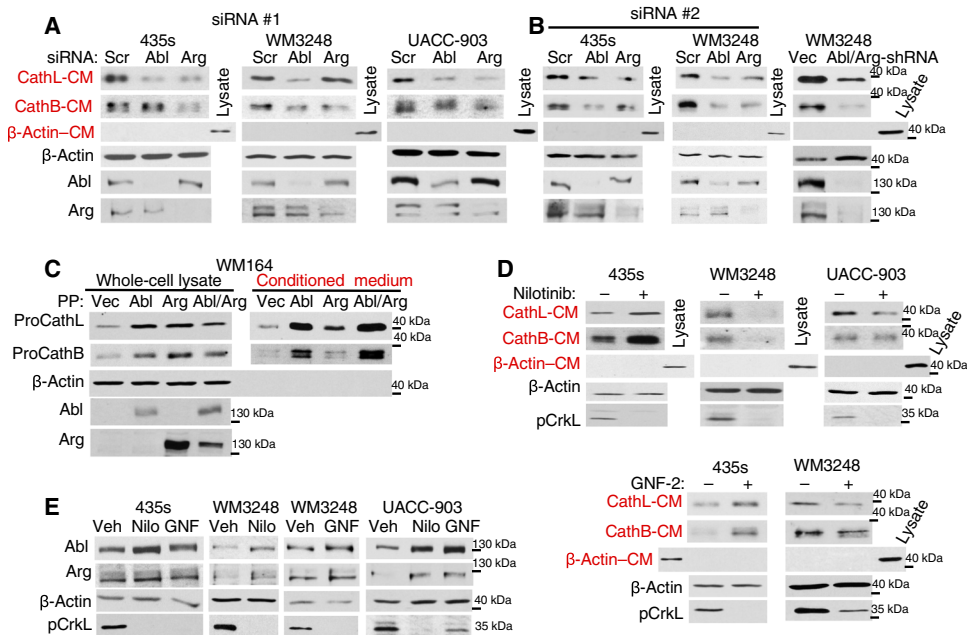 A
siRNA #1
B
siRNA #2
435s WM3248 UACC-903 435s WM3248 WM3248
siRNA: Scr Abl Arg Scr Abl Arg Scr Abl Arg Scr Abl Arg Scr Abl Arg Vec Abl/Arg-shRNA
CathL-CM Lysate Lysate Lysate Lysate Lysate 40 kDa Lysate
CathB-CM 40 kDa
β-Actin–CM 40 kDa
β-Actin 40 kDa
Abl 130 kDa
Arg 130 kDa
C
WM164
Whole-cell lysate Conditioned medium
PP: Vec Abl Arg Abl/Arg Vec Abl Arg Abl/Arg
ProCathL 40 kDa
ProCathB 40 kDa
β-Actin 40 kDa
Abl 130 kDa
Arg 130 kDa
D
435s WM3248 UACC-903
Nilotinib: – + – + – +
CathL-CM Lysate Lysate 40 kDa Lysate
CathB-CM 40 kDa
β-Actin–CM 40 kDa
β-Actin 40 kDa
pCrkL 35 kDa
435s WM3248
GNF-2: – + – +
CathL-CM 40 kDa Lysate
CathB-CM 40 kDa
β-Actin–CM 40 kDa
β-Actin 40 kDa
pCrkL 35 kDa
E
435s WM3248 WM3248 UACC-903
Veh Nilo GNF Veh Nilo Veh GNF Veh Nilo GNF
Abl 130 kDa
Arg 130 kDa
β-Actin 40 kDa
pCrkL 35 kDa